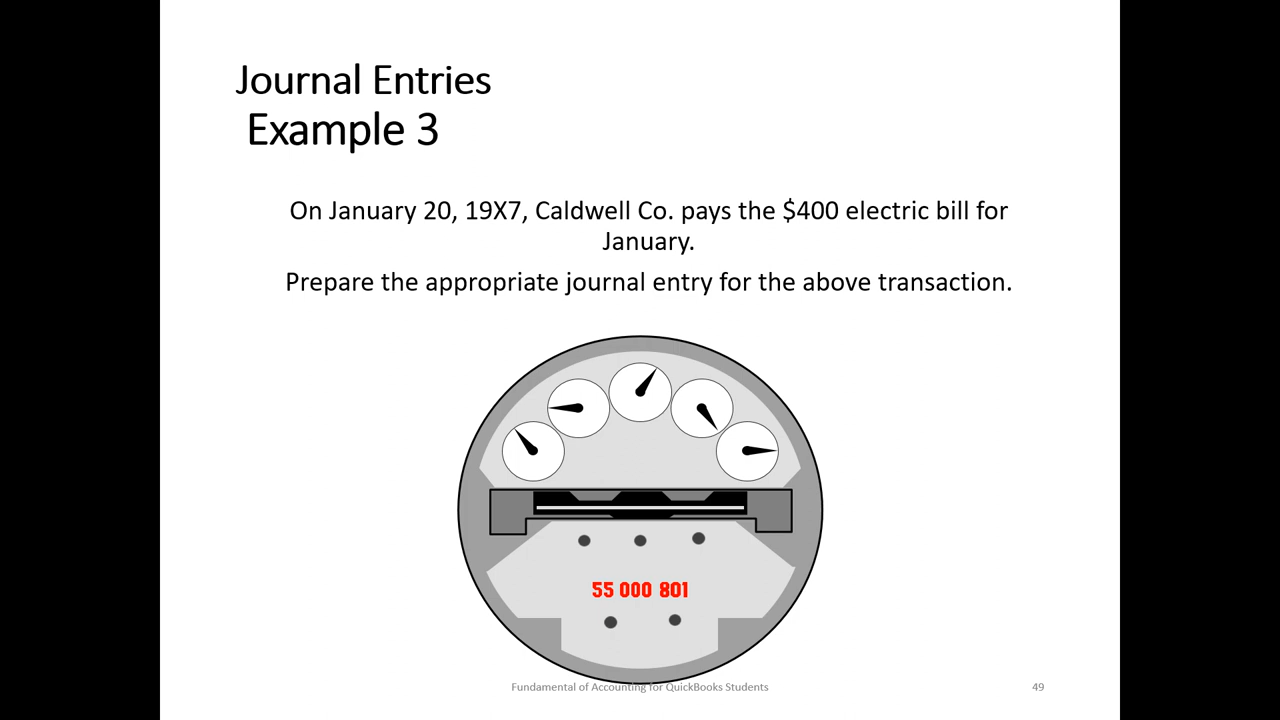 Journal Entries
Example 3
On January 20, 19X7, Caldwell Co. pays the $400 electric bill for
January.
Prepare the appropriate journal entry for the above transaction.
55 000 801
Fundamental of Accounting for QuickBooks Students
49